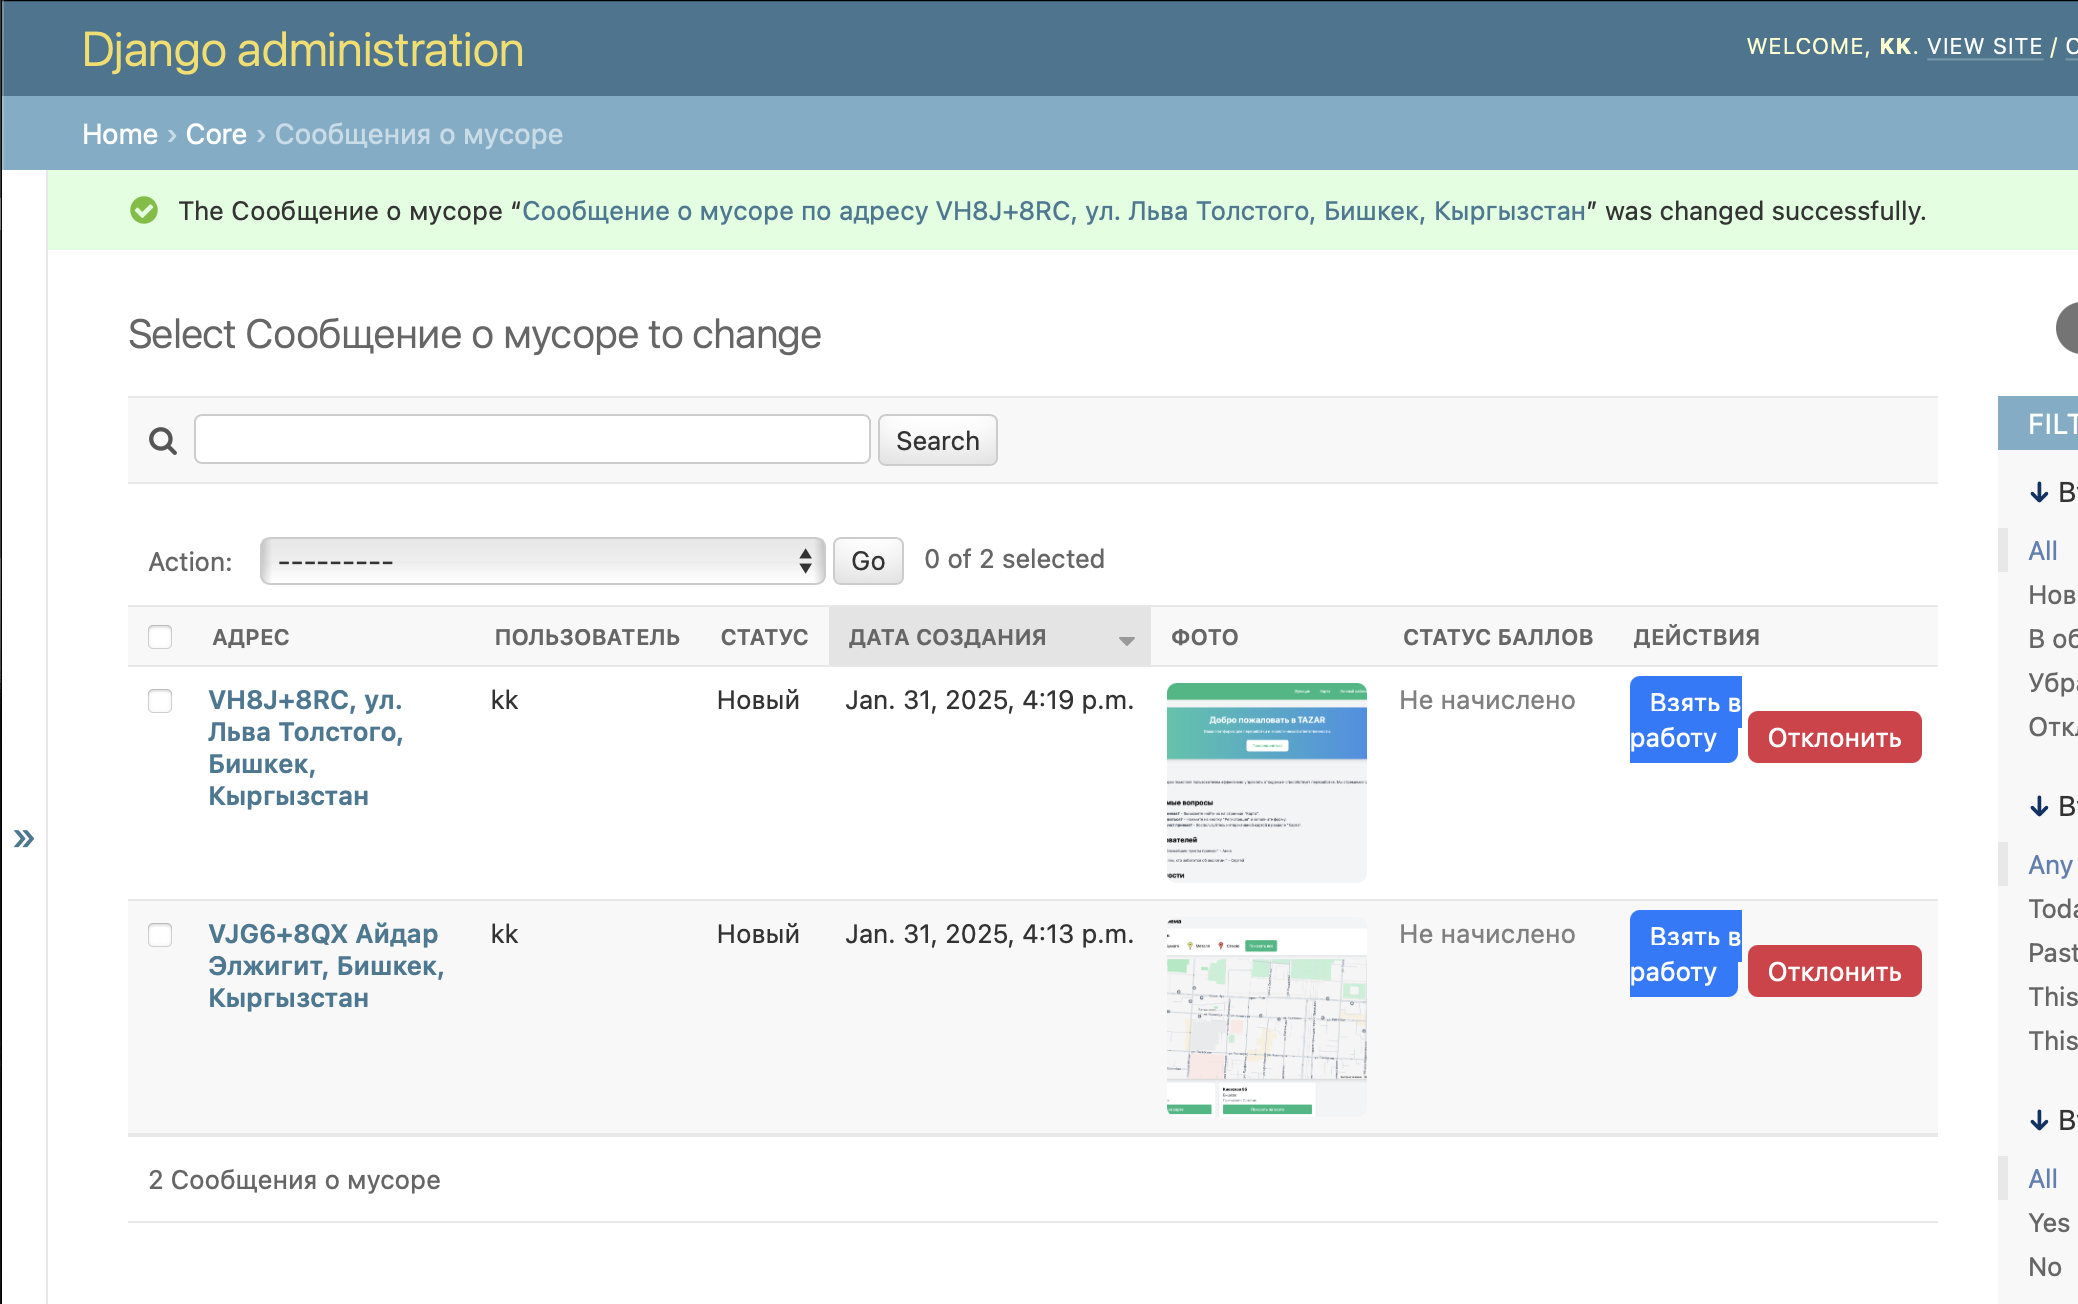 Django administration
WELCOME, KK. VIEW SITE /
Home › Core › Сообщения о мусоре
The Сообщение о мусоре “Сообщение о мусоре по адресу VH8J+8RC, ул. Льва Толстого, Бишкек, Кыргызстан” was changed successfully.
Select Сообщение о мусоре to change
Search
FILT
Action: --------- Go 0 of 2 selected
All
Нов
В об
Убра
Откл
АДРЕС ПОЛЬЗОВАТЕЛЬ СТАТУС ДАТА СОЗДАНИЯ ФОТО СТАТУС БАЛЛОВ ДЕЙСТВИЯ
VH8J+8RC, ул.
Льва Толстого,
Бишкек,
Кыргызстан
kk
Новый
Jan. 31, 2025, 4:19 p.m.
Добро пожаловать в TAZAR
Не начислено
Взять в
работу
Отклонить
VJG6+8QX Айдар
Элжигит, Бишкек,
Кыргызстан
kk
Новый
Jan. 31, 2025, 4:13 p.m.
Не начислено
Взять в
работу
Отклонить
Any
Toda
Past
This
This
All
Yes
No
2 Сообщения о мусоре